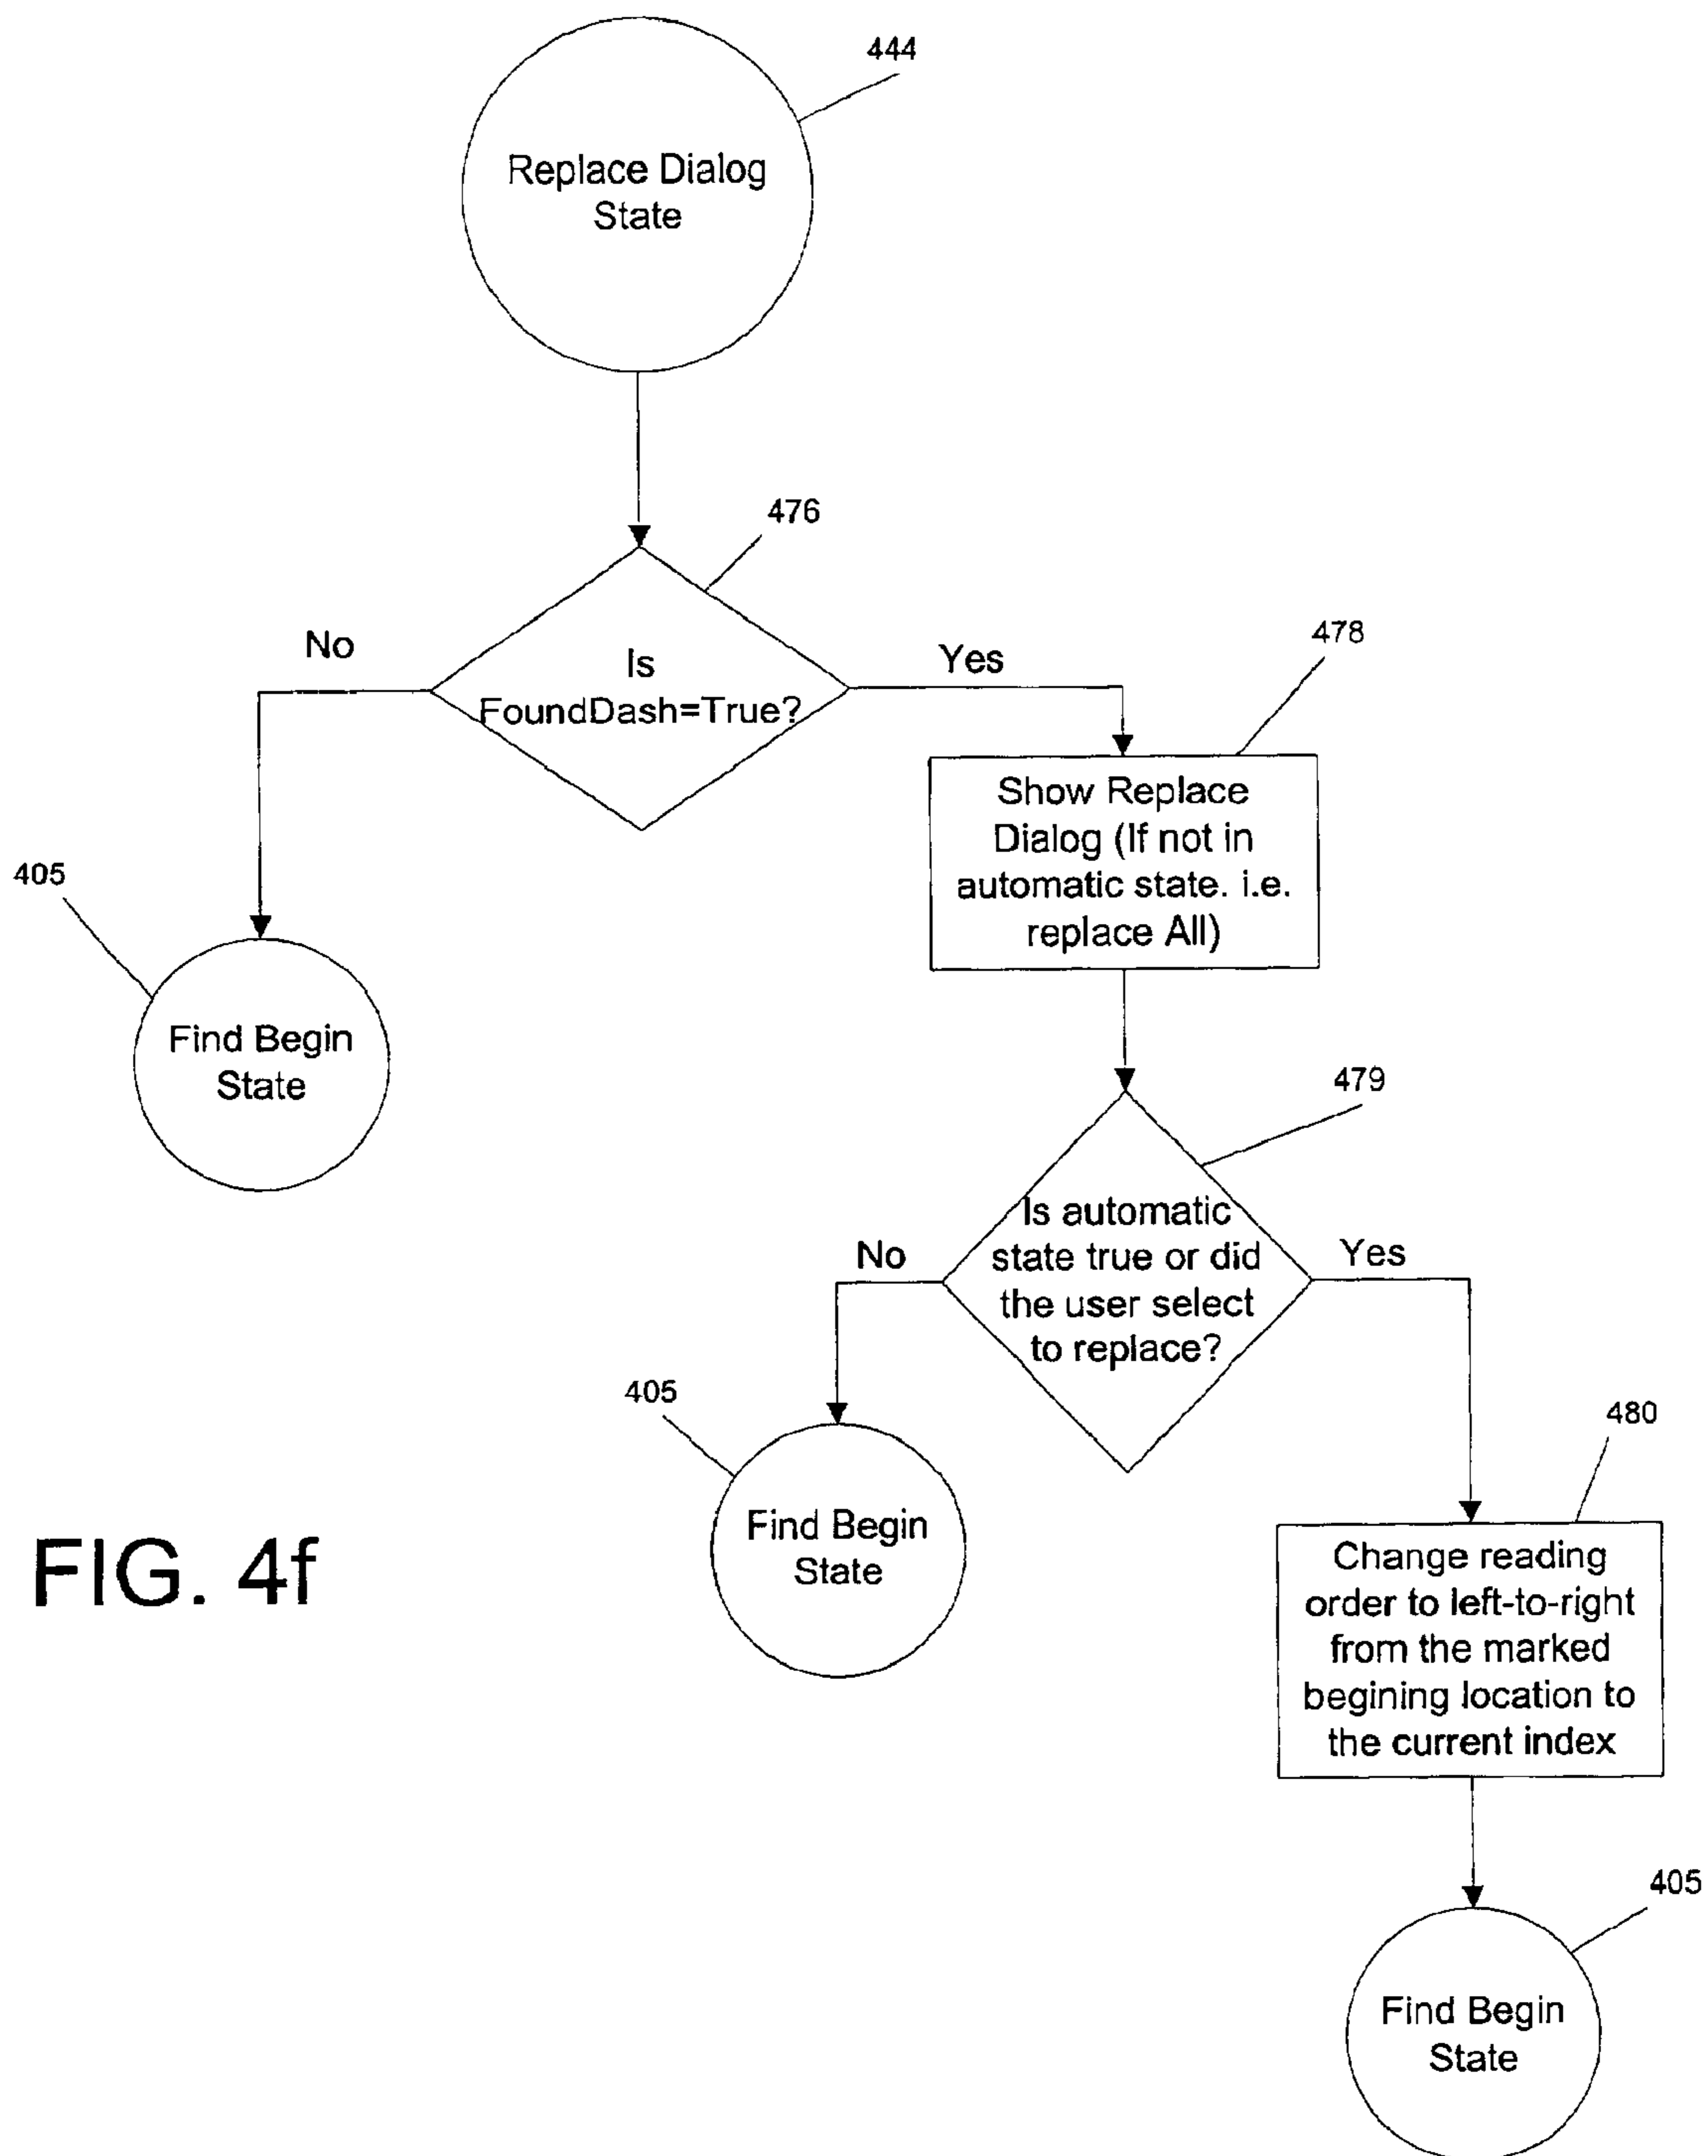 444
Replace Dialog
State
476
No
Is
FoundDash=True?
Yes
478
Show Replace
Dialog (If not in
automatic state. i.e.
replace All)
405
Find Begin
State
479
No
Is automatic
state true or did
the user select
to replace?
Yes
405
Find Begin
State
480
Change reading
order to left-to-right
from the marked
begining location to
the current index
FIG. 4f
405
Find Begin
State